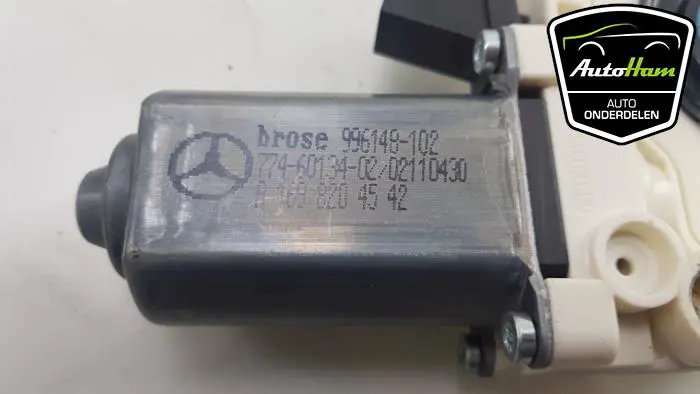 brose 996148-102
774-60134-02/02110430
A 169 820 45 42
AutoHam
AUTO
ONDERDELEN